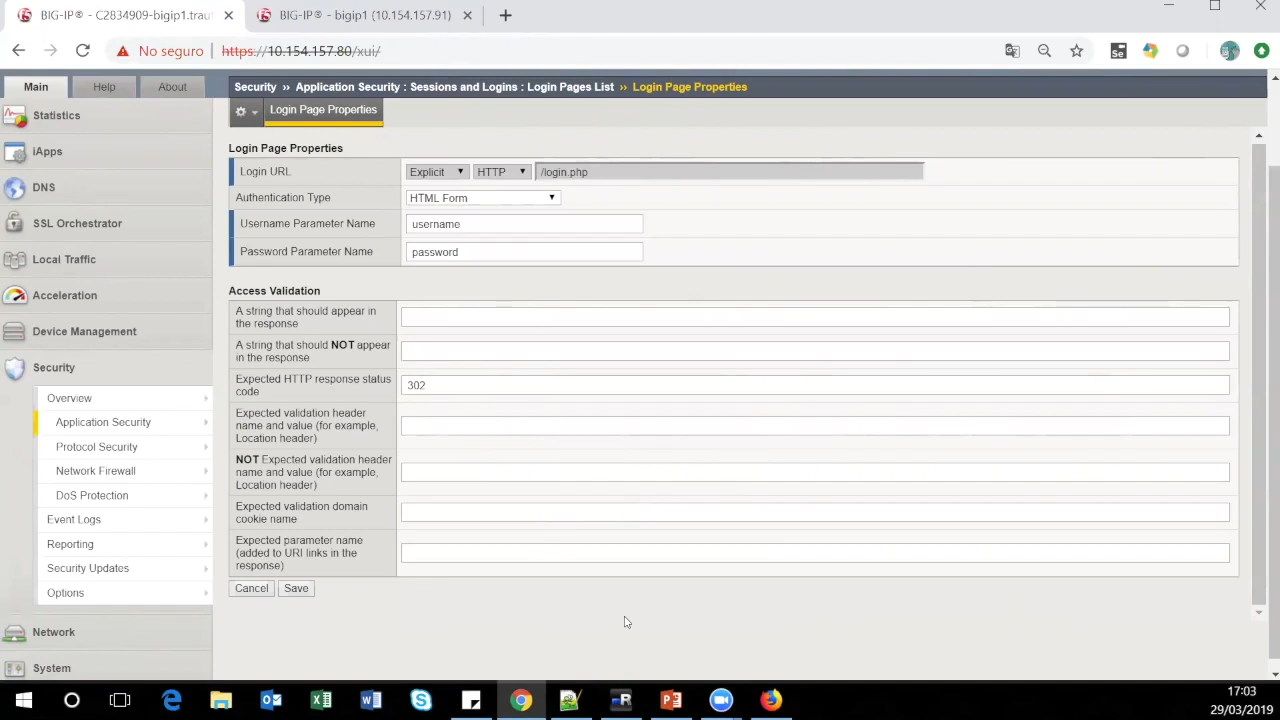 BIG-IP® - C2834909-bigip1.traut
BIG-IP® - bigip1 (10.154.157.91)
No seguro
https://10.154.157.80/xui/
Main
Help
About
Security ›› Application Security : Sessions and Logins : Login Pages List ›› Login Page Properties
Login Page Properties
Statistics
iApps
DNS
SSL Orchestrator
Local Traffic
Acceleration
Device Management
Security
Overview
Application Security
Protocol Security
Network Firewall
DoS Protection
Event Logs
Reporting
Security Updates
Options
Network
System
Login Page Properties
Login URL
Explicit
HTTP
/login.php
Authentication Type
HTML Form
Username Parameter Name
username
Password Parameter Name
password
Access Validation
A string that should appear in
the response
A string that should NOT appear
in the response
Expected HTTP response status
code
302
Expected validation header
name and value (for example,
Location header)
NOT Expected validation header
name and value (for example,
Location header)
Expected validation domain
cookie name
Expected parameter name
(added to URI links in the
response)
Cancel
Save
17:03
29/03/2019